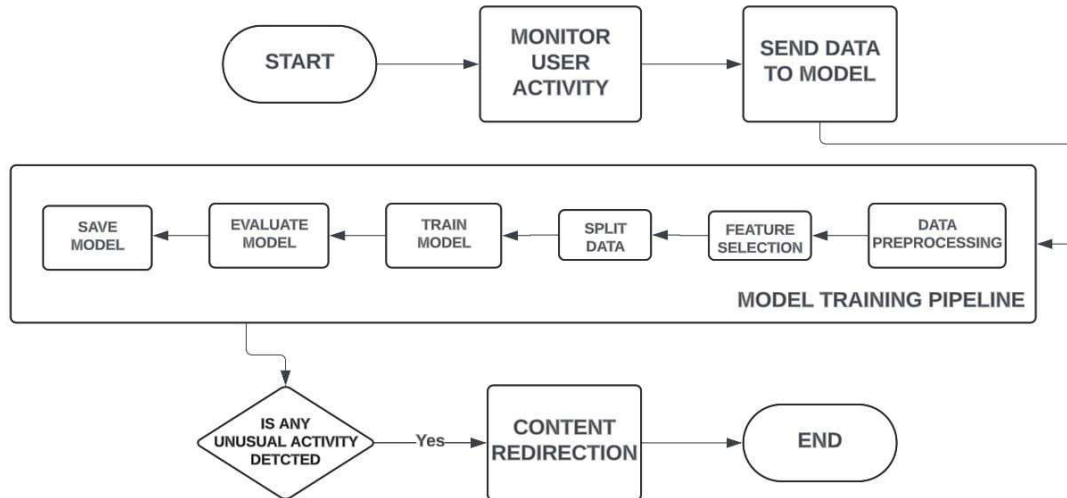 START
MONITOR
USER
ACTIVITY
SEND DATA
TO MODEL
SAVE
MODEL
EVALUATE
MODEL
TRAIN
MODEL
SPLIT
DATA
FEATURE
SELECTION
DATA
PREPROCESSING
MODEL TRAINING PIPELINE
IS ANY
UNUSUAL ACTIVITY
DETCTED
Yes
CONTENT
REDIRECTION
END